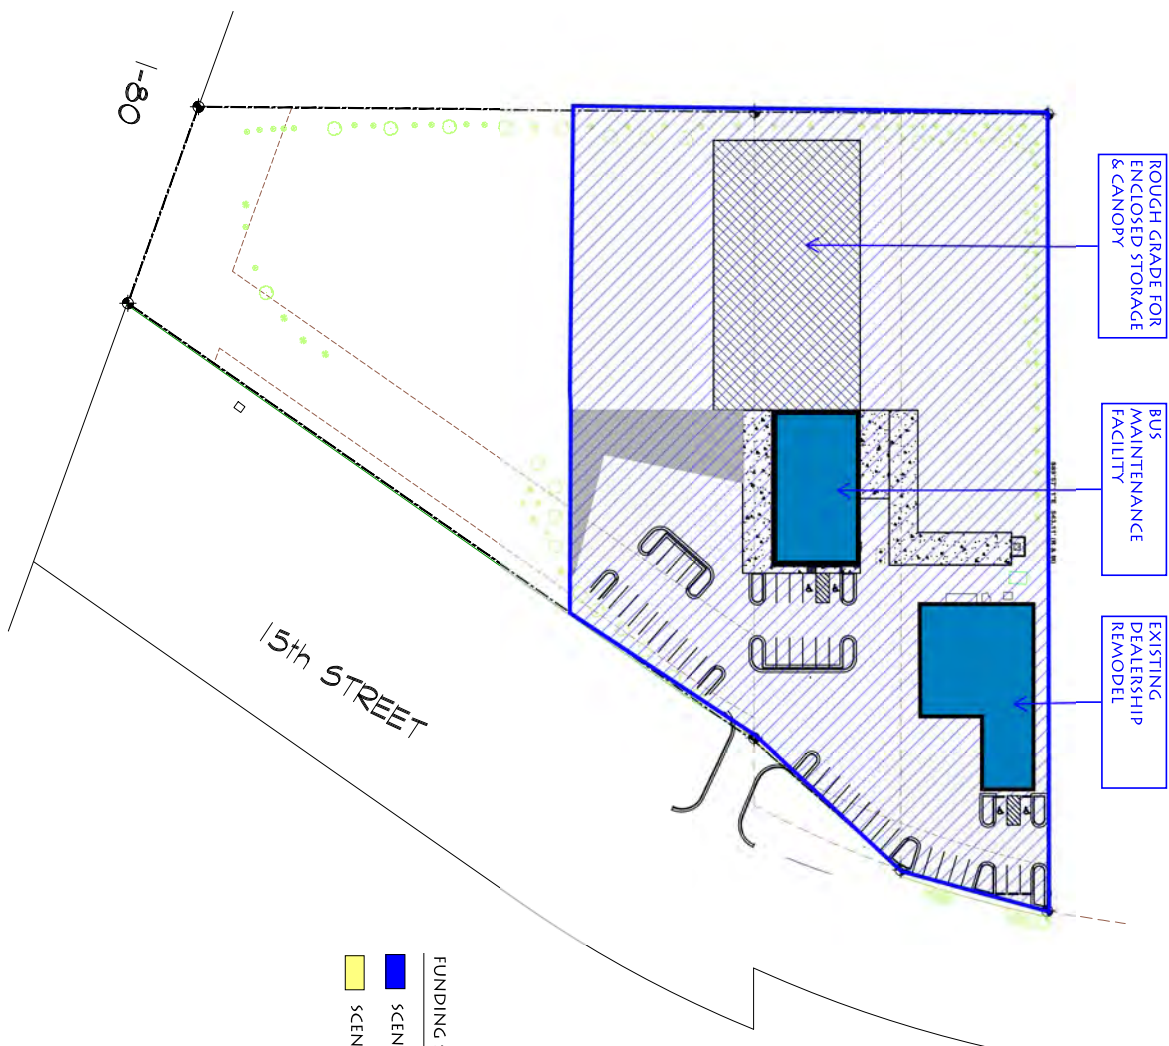 ROUGH GRADE FOR
ENCLOSED STORAGE
& CANOPY
BUS
MAINTENANCE
FACILITY
EXISTING
DEALERSHIP
REMODEL
I-80
15th STREET
FUNDING
SCEN
SCEN